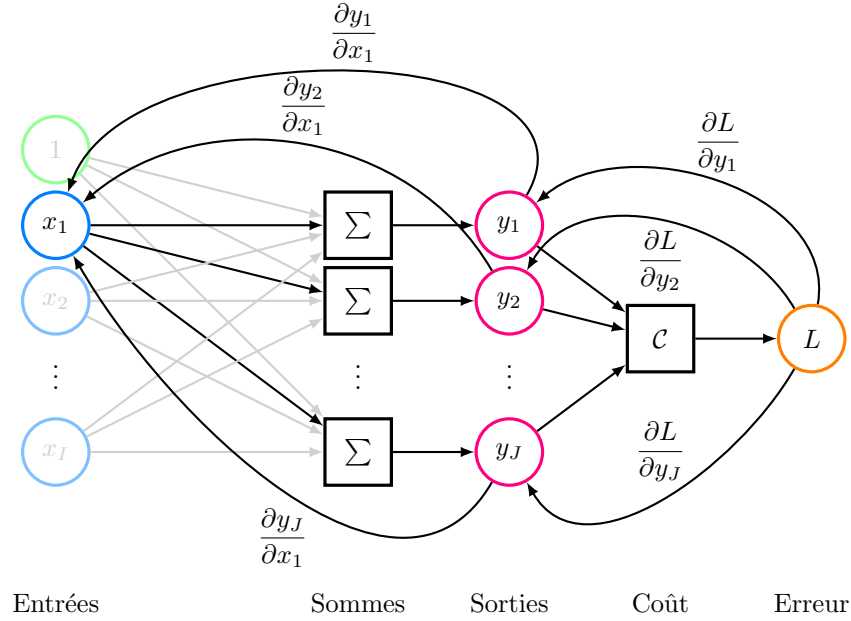 ∂y₁/∂x₁
∂y₂/∂x₁
∂L/∂y₁
1
x₁ ∑ y₁
∂L/∂y₂
x₂ ∑ y₂
C L
⋮ ⋮ ⋮
x_I ∑ y_J
∂L/∂y_J
∂y_J/∂x₁
Entrées Sommes Sorties Coût Erreur